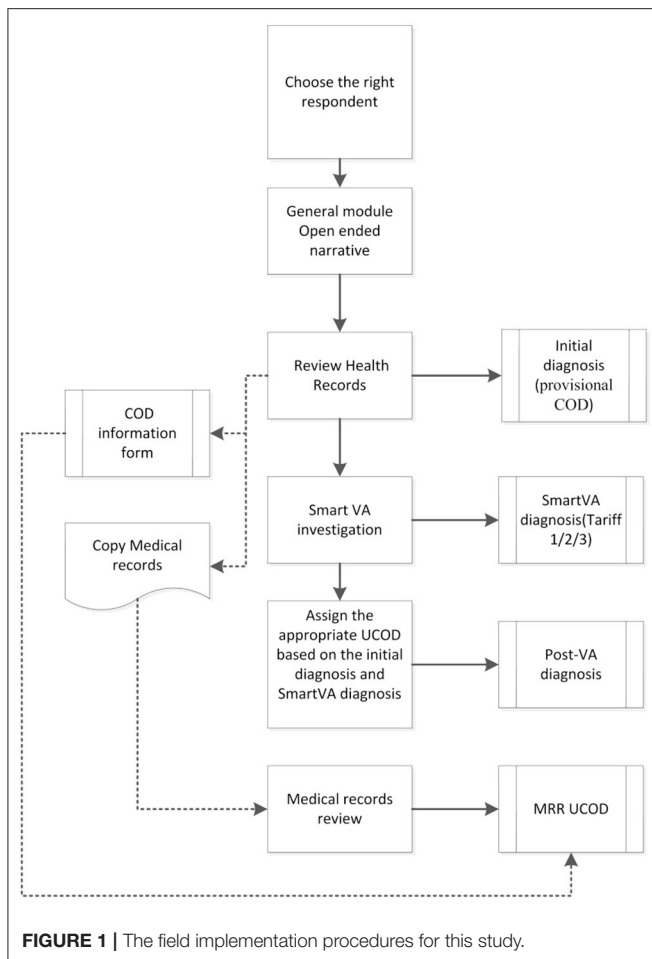 Choose the right
respondent
General module
Open ended
narrative
Review Health
Records
Initial
diagnosis
(provisional
COD)
COD
information
form
Smart VA
investigation
SmartVA
diagnosis(Tariff
1/2/3)
Copy Medical
records
Assign the
appropriate UCOD
based on the initial
diagnosis and
SmartVA diagnosis
Post-VA
diagnosis
Medical records
review
MRR UCOD
FIGURE 1 | The field implementation procedures for this study.